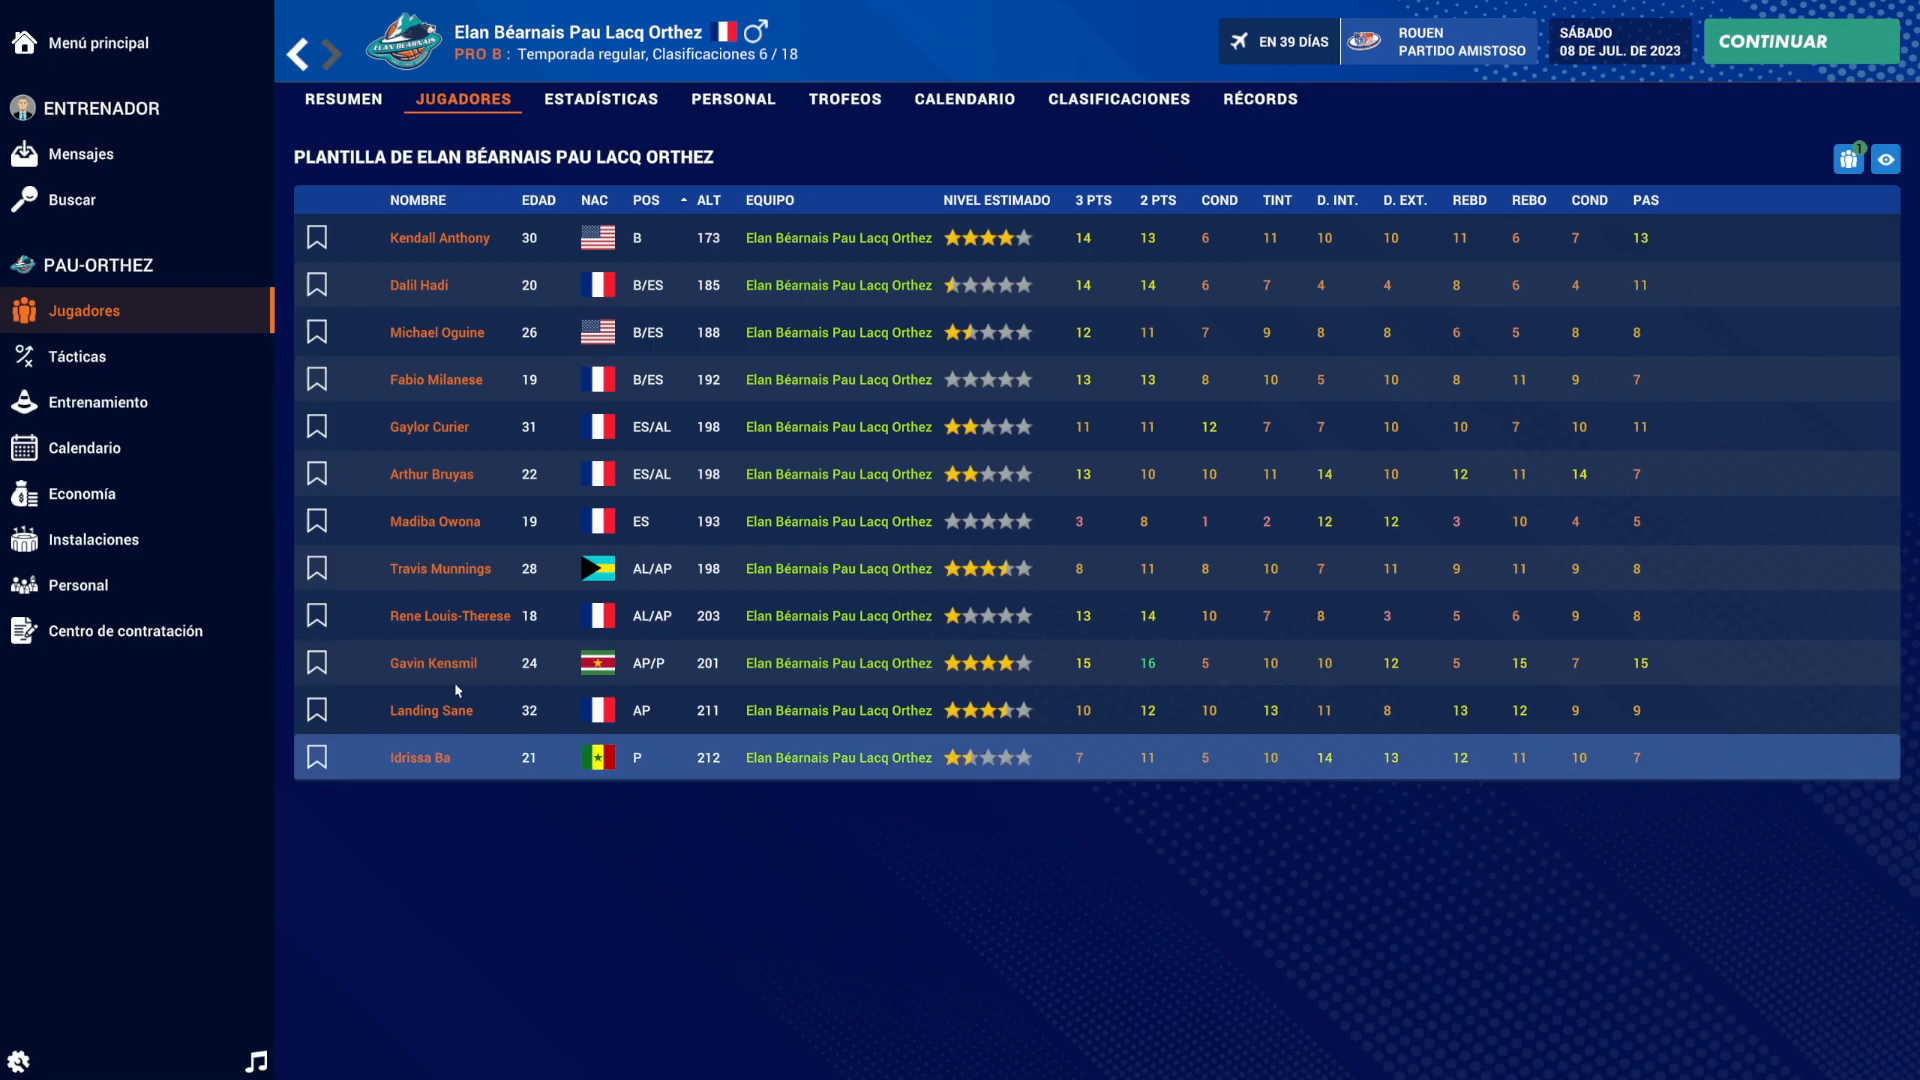 Menú principal
ENTRENADOR
Mensajes
Buscar
PAU-ORTHEZ
Jugadores
Tácticas
Entrenamiento
Calendario
Economía
Instalaciones
Personal
Centro de contratación
ELAN BÉARNAIS
Elan Béarnais Pau Lacq Orthez
PRO B : Temporada regular, Clasificaciones 6 / 18
EN 39 DÍAS
ROUEN
PARTIDO AMISTOSO
SÁBADO
08 DE JUL. DE 2023
CONTINUAR
RESUMEN JUGADORES ESTADÍSTICAS PERSONAL TROFEOS CALENDARIO CLASIFICACIONES RÉCORDS
PLANTILLA DE ELAN BÉARNAIS PAU LACQ ORTHEZ
1
NOMBRE EDAD NAC POS ALT EQUIPO NIVEL ESTIMADO 3 PTS 2 PTS COND TINT D. INT. D. EXT. REBD REBO COND PAS
Kendall Anthony 30 B 173 Elan Béarnais Pau Lacq Orthez 14 13 6 11 10 10 11 6 7 13
Dalil Hadi 20 B/ES 185 Elan Béarnais Pau Lacq Orthez 14 14 6 7 4 4 8 6 4 11
Michael Oguine 26 B/ES 188 Elan Béarnais Pau Lacq Orthez 12 11 7 9 8 8 6 5 8 8
Fabio Milanese 19 B/ES 192 Elan Béarnais Pau Lacq Orthez 13 13 8 10 5 10 8 11 9 7
Gaylor Curier 31 ES/AL 198 Elan Béarnais Pau Lacq Orthez 11 11 12 7 7 10 10 7 10 11
Arthur Bruyas 22 ES/AL 198 Elan Béarnais Pau Lacq Orthez 13 10 10 11 14 10 12 11 14 7
Madiba Owona 19 ES 193 Elan Béarnais Pau Lacq Orthez 3 8 1 2 12 12 3 10 4 5
Travis Munnings 28 AL/AP 198 Elan Béarnais Pau Lacq Orthez 8 11 8 10 7 11 9 11 9 8
Rene Louis-Therese 18 AL/AP 203 Elan Béarnais Pau Lacq Orthez 13 14 10 7 8 3 5 6 9 8
Gavin Kensmil 24 AP/P 201 Elan Béarnais Pau Lacq Orthez 15 16 5 10 10 12 5 15 7 15
Landing Sane 32 AP 211 Elan Béarnais Pau Lacq Orthez 10 12 10 13 11 8 13 12 9 9
Idrissa Ba 21 P 212 Elan Béarnais Pau Lacq Orthez 7 11 5 10 14 13 12 11 10 7